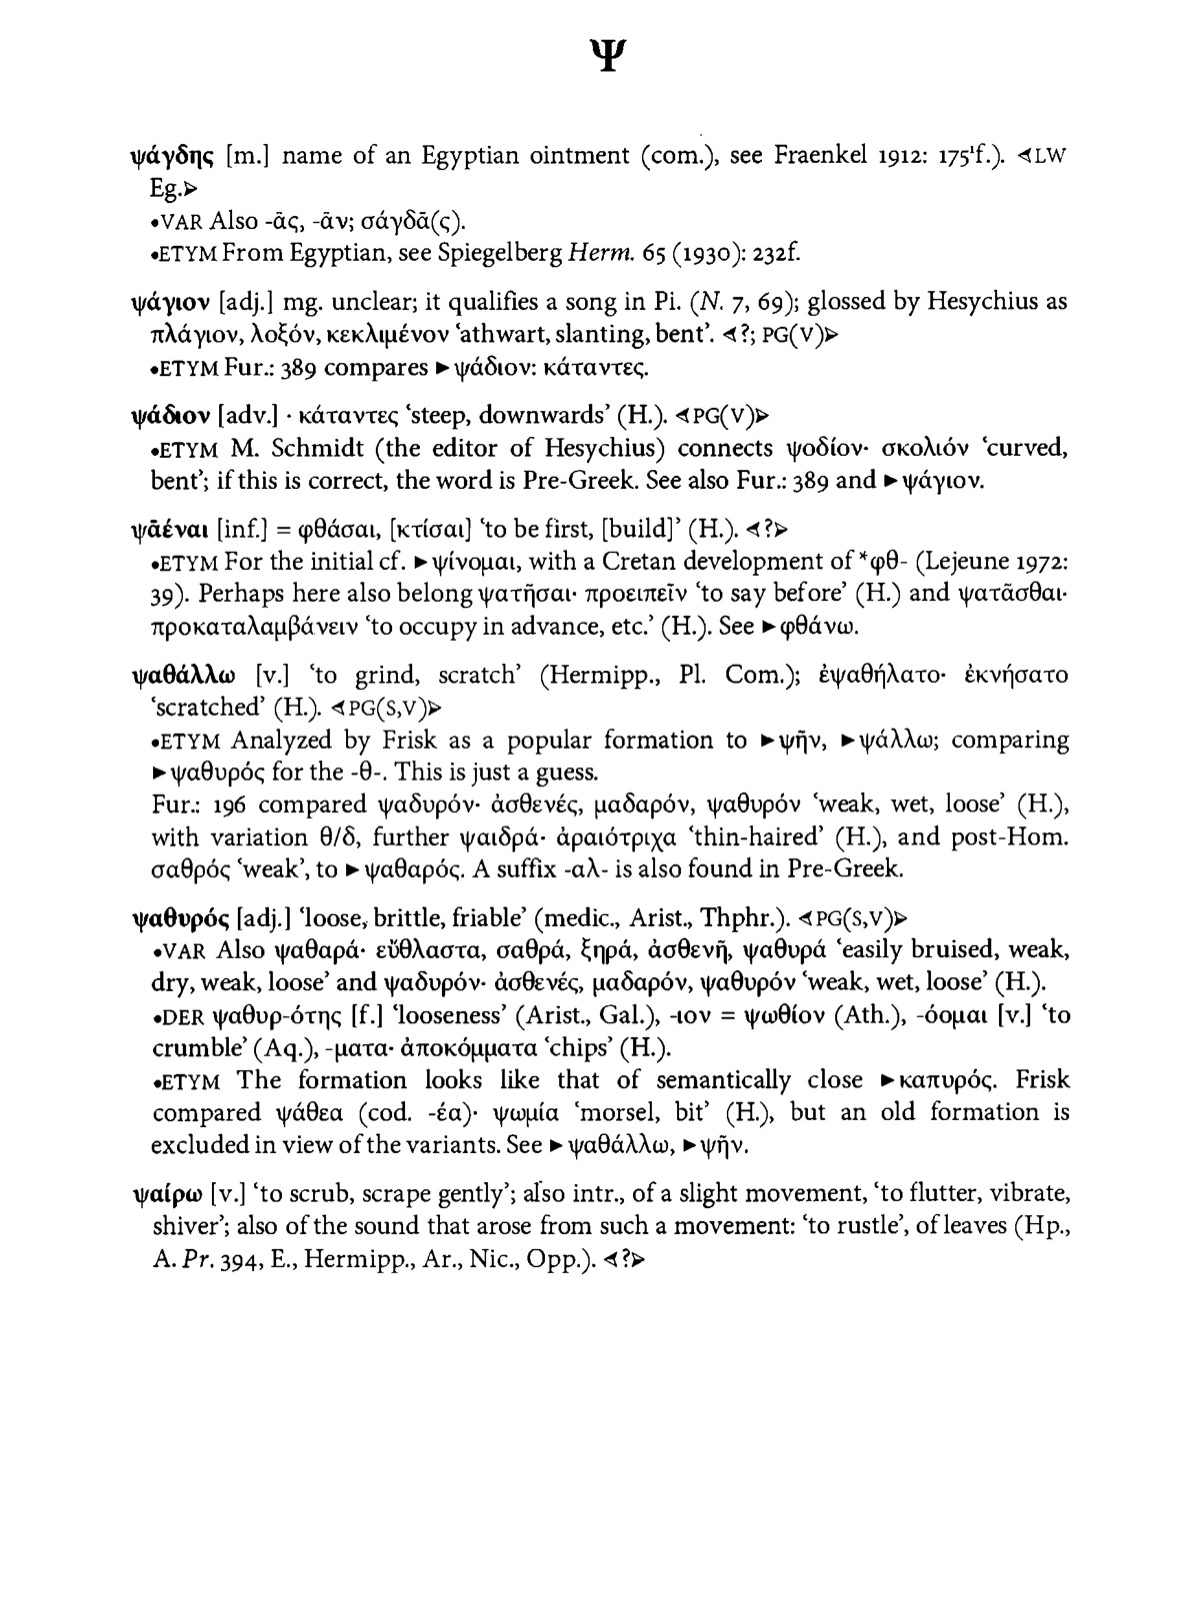 Ψ
ψάγδης [m.] name of an Egyptian ointment (com.), see Fraenkel 1912: 175¹f.). ⊰LW
Eg.⊱
•VAR Also -ᾶς, -ᾶν; σάγδᾱ(ς).
•ETYM From Egyptian, see Spiegelberg Herm. 65 (1930): 232f.
ψάγιον [adj.] mg. unclear; it qualifies a song in Pi. (N. 7, 69); glossed by Hesychius as
πλάγιον, λοξόν, κεκλιμένον ‘athwart, slanting, bent’. ⊰?; PG(V)⊱
•ETYM Fur.: 389 compares ►ψάδιον: κάταντες.
ψάδιον [adv.] · κάταντες ‘steep, downwards’ (H.). ⊰PG(V)⊱
•ETYM M. Schmidt (the editor of Hesychius) connects ψοδίον· σκολιόν ‘curved,
bent’; if this is correct, the word is Pre-Greek. See also Fur.: 389 and ►ψάγιον.
ψᾱέναι [inf.] = φθάσαι, [κτίσαι] ‘to be first, [build]’ (H.). ⊰?⊱
•ETYM For the initial cf. ►ψίνομαι, with a Cretan development of *φθ- (Lejeune 1972:
39). Perhaps here also belong ψατῆσαι· προειπεῖν ‘to say before’ (H.) and ψατᾶσθαι·
προκαταλαμβάνειν ‘to occupy in advance, etc.’ (H.). See ►φθάνω.
ψαθάλλω [v.] ‘to grind, scratch’ (Hermipp., Pl. Com.); ἐψαθήλατο· ἐκνήσατο
‘scratched’ (H.). ⊰PG(S,V)⊱
•ETYM Analyzed by Frisk as a popular formation to ►ψῆν, ►ψάλλω; comparing
►ψαθυρός for the -θ-. This is just a guess.
Fur.: 196 compared ψαδυρόν· ἀσθενές, μαδαρόν, ψαθυρόν ‘weak, wet, loose’ (H.),
with variation θ/δ, further ψαιδρά· ἀραιότριχα ‘thin-haired’ (H.), and post-Hom.
σαθρός ‘weak’, to ►ψαθαρός. A suffix -αλ- is also found in Pre-Greek.
ψαθυρός [adj.] ‘loose, brittle, friable’ (medic., Arist., Thphr.). ⊰PG(S,V)⊱
•VAR Also ψαθαρά· εὔθλαστα, σαθρά, ξηρά, ἀσθενῆ, ψαθυρά ‘easily bruised, weak,
dry, weak, loose’ and ψαδυρόν· ἀσθενές, μαδαρόν, ψαθυρόν ‘weak, wet, loose’ (H.).
•DER ψαθυρ-ότης [f.] ‘looseness’ (Arist., Gal.), -ιον = ψωθίον (Ath.), -όομαι [v.] ‘to
crumble’ (Aq.), -ματα· ἀποκόμματα ‘chips’ (H.).
•ETYM The formation looks like that of semantically close ►καπυρός. Frisk
compared ψάθεα (cod. -έα)· ψωμία ‘morsel, bit’ (H.), but an old formation is
excluded in view of the variants. See ►ψαθάλλω, ►ψῆν.
ψαίρω [v.] ‘to scrub, scrape gently’; also intr., of a slight movement, ‘to flutter, vibrate,
shiver’; also of the sound that arose from such a movement: ‘to rustle’, of leaves (Hp.,
A. Pr. 394, E., Hermipp., Ar., Nic., Opp.). ⊰?⊱